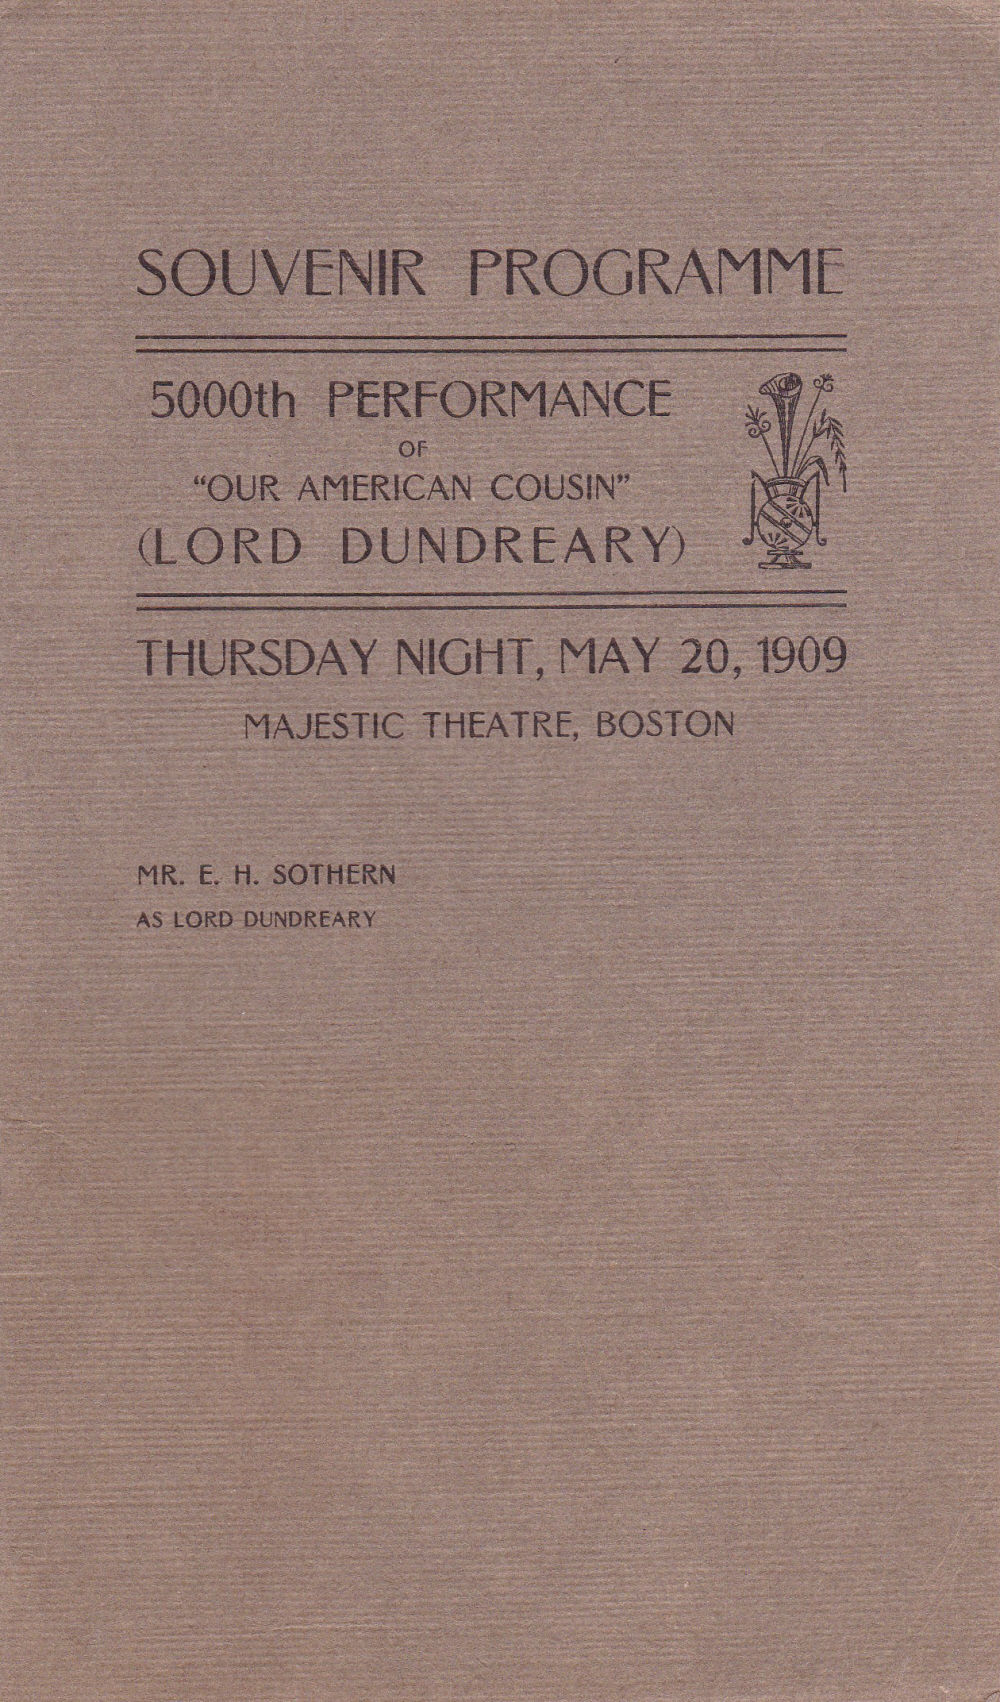 SOUVENIR PROGRAMME
5000th PERFORMANCE
OF
“OUR AMERICAN COUSIN”
(LORD DUNDREARY)
THURSDAY NIGHT, MAY 20, 1909
MAJESTIC THEATRE, BOSTON
MR. E. H. SOTHERN
AS LORD DUNDREARY